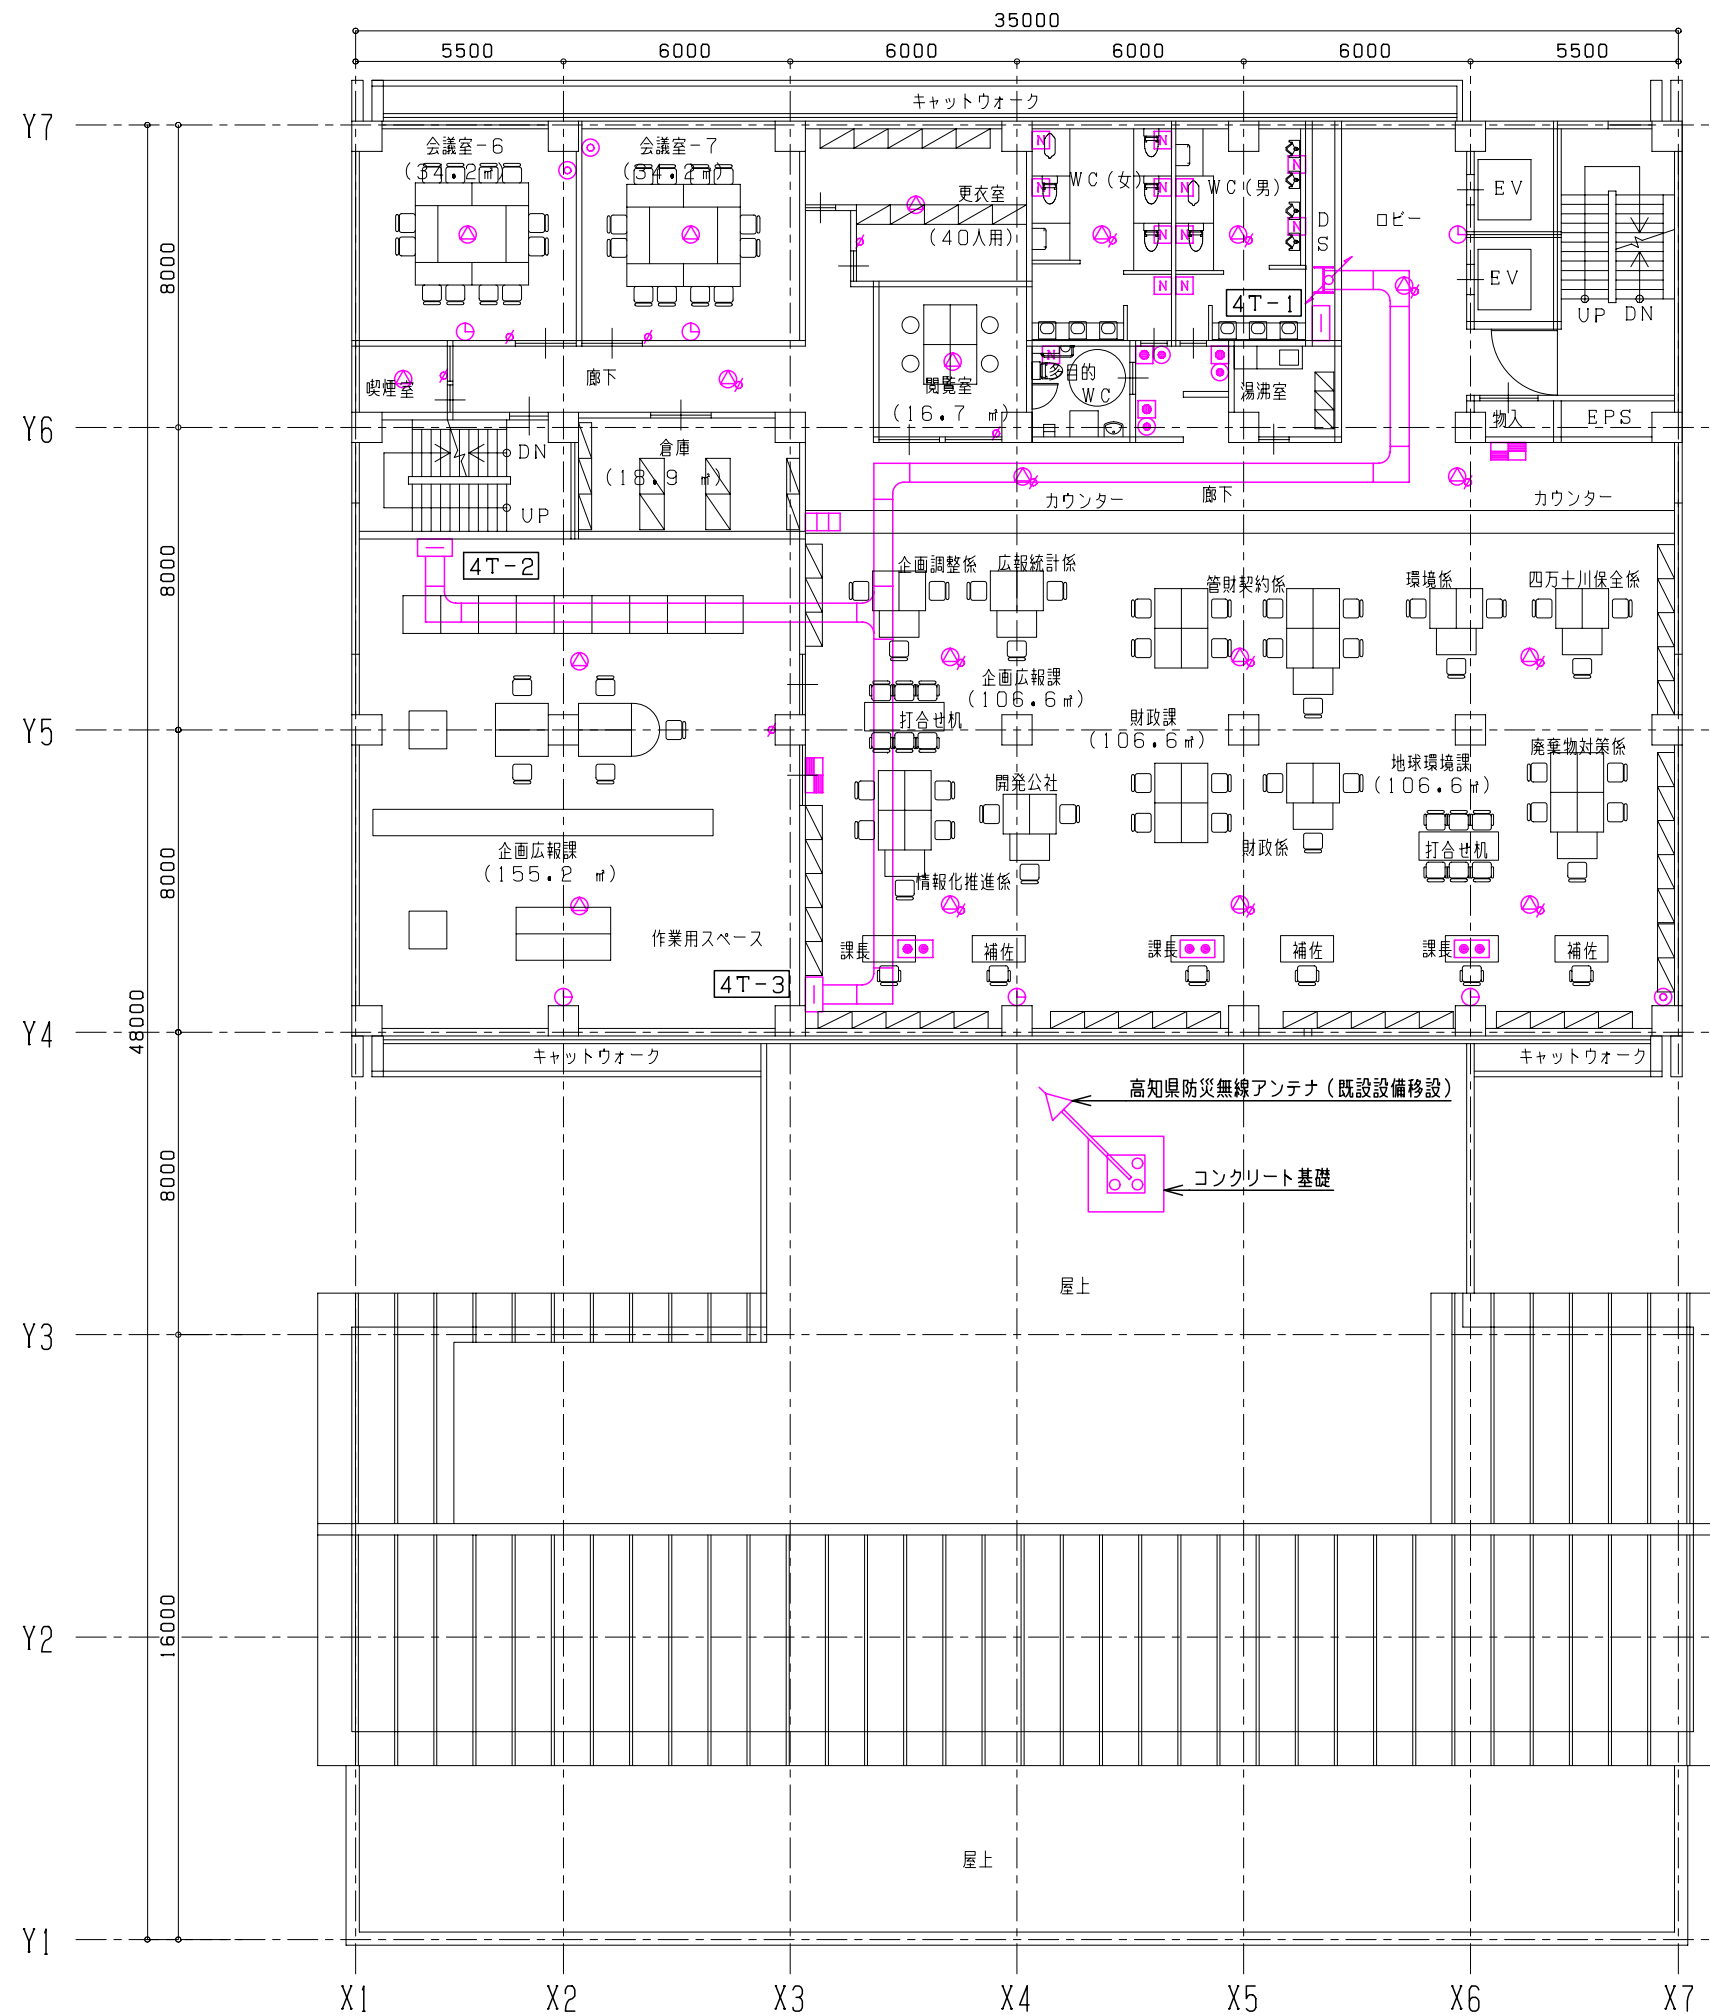 35000
5500
6000
6000
6000
6000
5500
キャットウォーク
Y7
会議室-6
(34.2㎡)
会議室-7
(34.2㎡)
更衣室
(40人用)
WC(女)
WC(男)
N
N
N
N
N
N
N
N
N
N
N
N
N
DS
ロビー
EV
EV
UP
DN
8000
4T-1
喫煙室
廊下
閲覧室
(16.7 ㎡)
多目的
WC
湯沸室
物入
EPS
Y6
DN
UP
倉庫
(18.9 ㎡)
カウンター
廊下
カウンター
4T-2
8000
企画調整係
広報統計係
管財契約係
環境係
四万十川保全係
企画広報課
(106.6㎡)
打合せ机
Y5
財政課
(106.6㎡)
地球環境課
(106.6㎡)
廃棄物対策係
開発公社
財政係
打合せ机
8000
企画広報課
(155.2 ㎡)
情報化推進係
作業用スペース
課長
補佐
課長
補佐
課長
補佐
4T-3
Y4
48000
キャットウォーク
キャットウォーク
高知県防災無線アンテナ(既設設備移設)
コンクリート基礎
8000
屋上
Y3
16000
Y2
屋上
Y1
X1
X2
X3
X4
X5
X6
X7